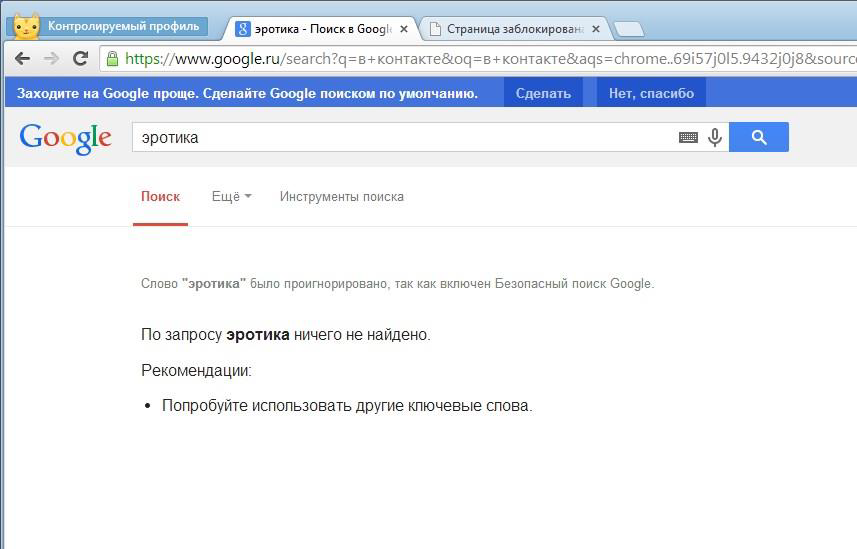 Контролируемый профиль
эротика - Поиск в Google
Страница заблокирована
https://www.google.ru/search?q=в+контакте&oq=в+контакте&aqs=chrome..69i57j0l5.9432j0j8&sourc
Заходите на Google проще. Сделайте Google поиском по умолчанию. Сделать Нет, спасибо
Google эротика
Поиск Ещё Инструменты поиска
Слово "эротика" было проигнорировано, так как включен Безопасный поиск Google.
По запросу эротика ничего не найдено.
Рекомендации:
• Попробуйте использовать другие ключевые слова.